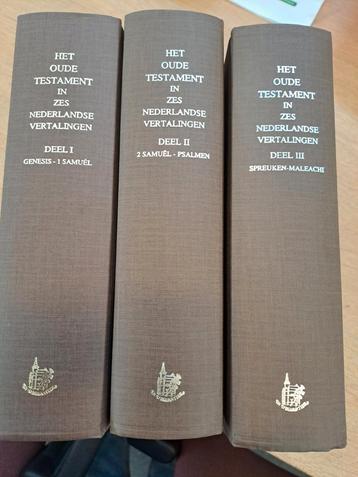 HET
OUDE
TESTAMENT
IN
ZES
NEDERLANDSE
VERTALINGEN
DEEL I
GENESIS - 1 SAMUËL
HET
OUDE
TESTAMENT
IN
ZES
NEDERLANDSE
VERTALINGEN
DEEL II
2 SAMUËL - PSALMEN
HET
OUDE
TESTAMENT
IN
ZES
NEDERLANDSE
VERTALINGEN
DEEL III
SPREUKEN-MALEACHI